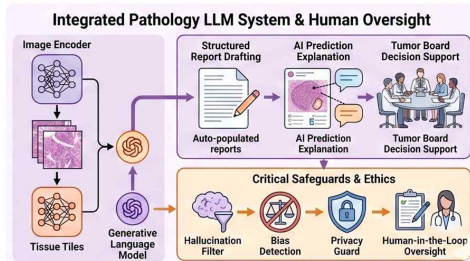 Integrated Pathology LLM System & Human Oversight
Image Encoder
Tissue Tiles
Generative
Language
Model
Structured
Report Drafting
Auto-populated
reports
AI Prediction
Explanation
AI Prediction
Explanation
Tumor Board
Decision Support
Tumor Board
Decision Support
Critical Safeguards & Ethics
Hallucination
Filter
Bias
Detection
Privacy
Guard
Human-in-the-Loop
Oversight